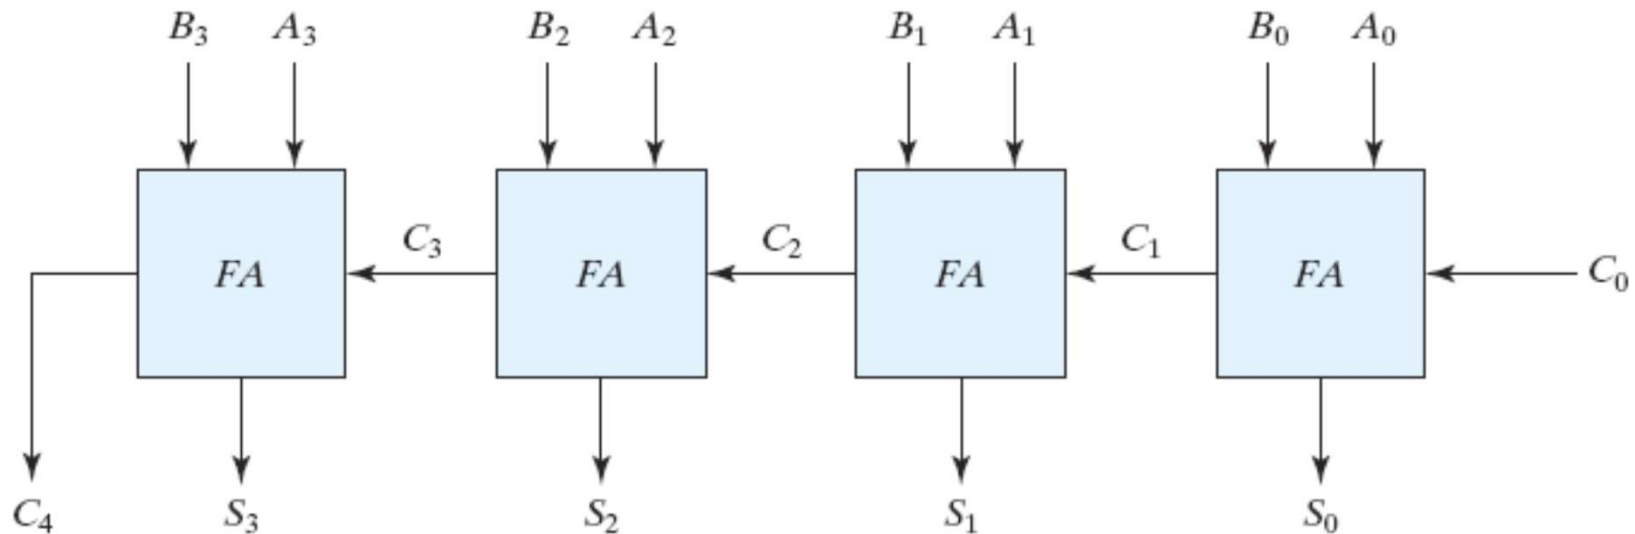 B₃ A₃ B₂ A₂ B₁ A₁ B₀ A₀
FA C₃ FA C₂ FA C₁ FA C₀
C₄ S₃ S₂ S₁ S₀